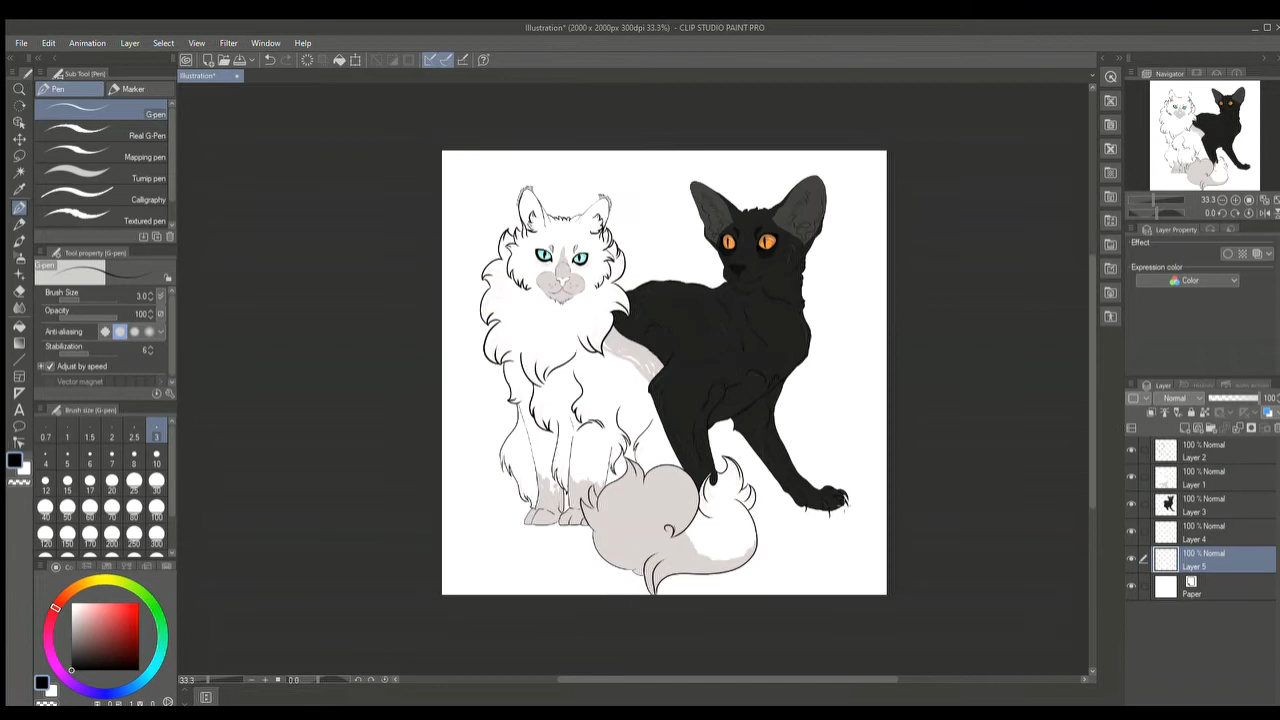 Illustration* (2000 x 2000px 300dpi 33.3%) - CLIP STUDIO PAINT PRO
File Edit Animation Layer Select View Filter Window Help
Sub Tool (Pen)
Illustration*
Navigator
Pen Marker
G-pen
Real G-Pen
Mapping pen
Turnip pen
Calligraphy
Textured pen
33.3
0.0
Tool property (G-pen)
Layer Property
G-pen
Effect
Expression color
Color
Brush Size 3.0
Opacity 100
Anti-aliasing
Stabilization 6
Adjust by speed
Vector magnet
Layer
Normal 100
Brush size (G-pen)
0.7 1 1.5 2 2.5 3
4 5 6 7 8 10
12 15 17 20 25 30
40 50 60 70 80 100
100 % Normal
Layer 2
100 % Normal
Layer 1
100 % Normal
Layer 3
100 % Normal
Layer 4
100 % Normal
Layer 5
Paper
33.3 0.0